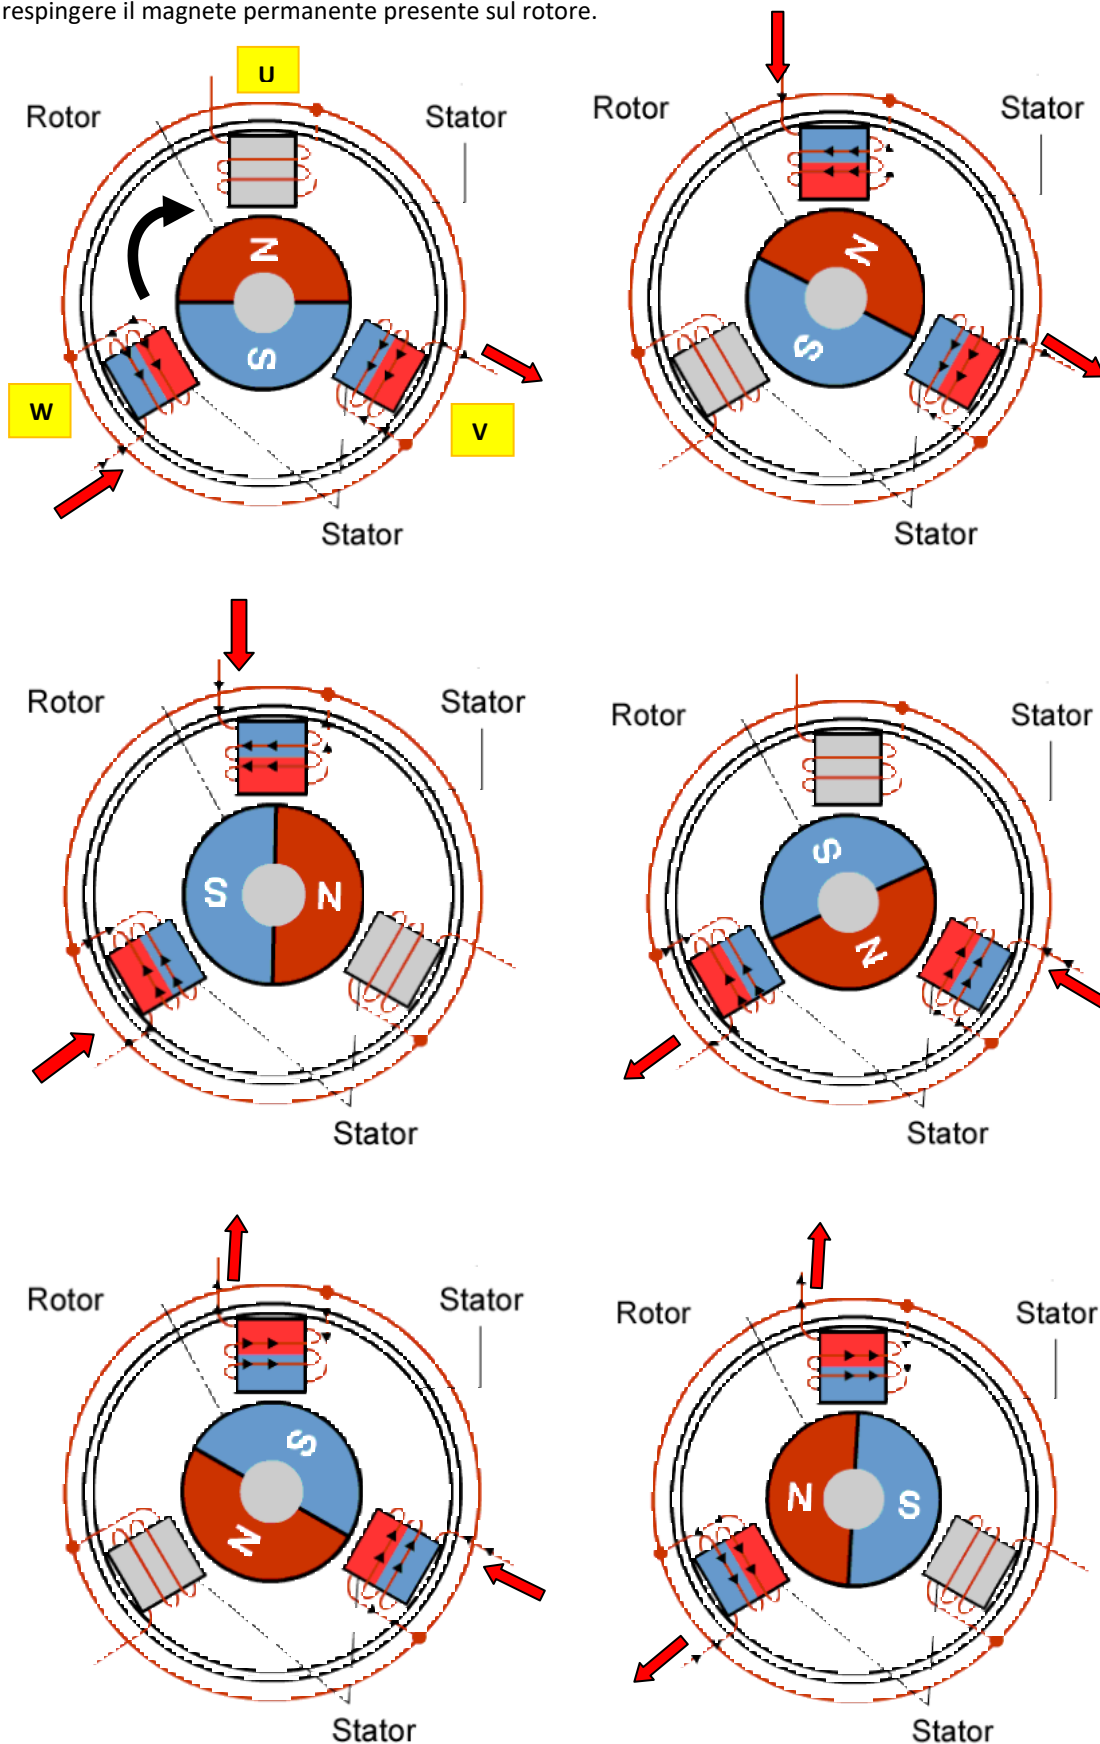 respingere il magnete permanente presente sul rotore.
U
Rotor
Stator
N
S
W
V
Stator
Rotor
Stator
N
S
Stator
Rotor
Stator
S
N
Stator
Rotor
Stator
S
N
Stator
Rotor
Stator
S
N
Stator
Rotor
Stator
N
S
Stator